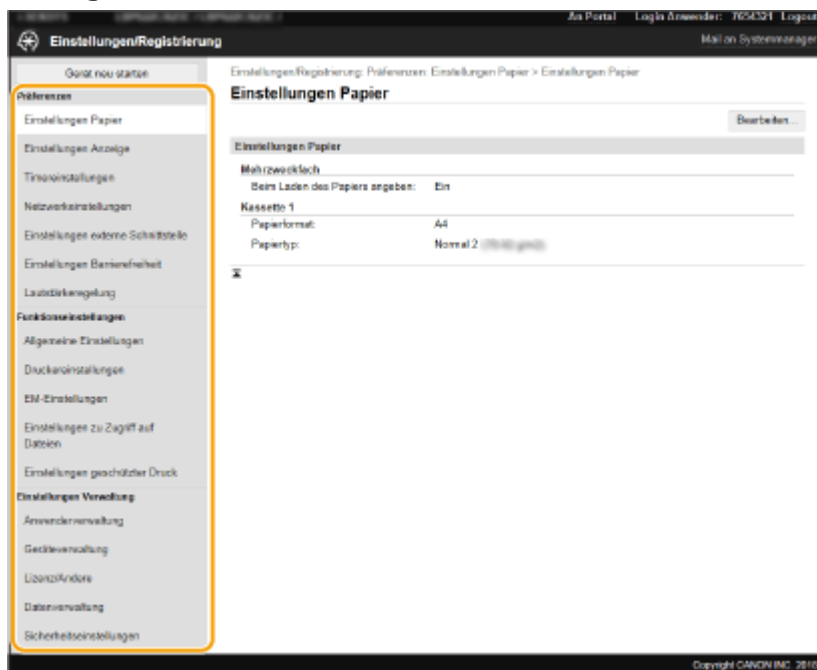 An Portal Login Anwender: 7654321 Logout
Einstellungen/Registrierung
Mail an Systemmanager
Gerät neu starten
Präferenzen
Einstellungen Papier
Einstellungen Anzeige
Timereinstellungen
Netzwerkeinstellungen
Einstellungen externe Schnittstelle
Einstellungen Barrierefreiheit
Lautstärkeregelung
Funktionseinstellungen
Allgemeine Einstellungen
Druckereinstellungen
EM-Einstellungen
Einstellungen zu Zugriff auf
Dateien
Einstellungen geschützter Druck
Einstellungen Verwaltung
Anwenderverwaltung
Geräteverwaltung
Lizenz/Andere
Datenverwaltung
Sicherheitseinstellungen
Einstellungen/Registrierung: Präferenzen: Einstellungen Papier > Einstellungen Papier
Einstellungen Papier
Bearbeiten...
Einstellungen Papier
Mehrzweckfach
Beim Laden des Papiers angeben: Ein
Kassette 1
Papierformat: A4
Papiertyp: Normal 2
Copyright CANON INC. 2018